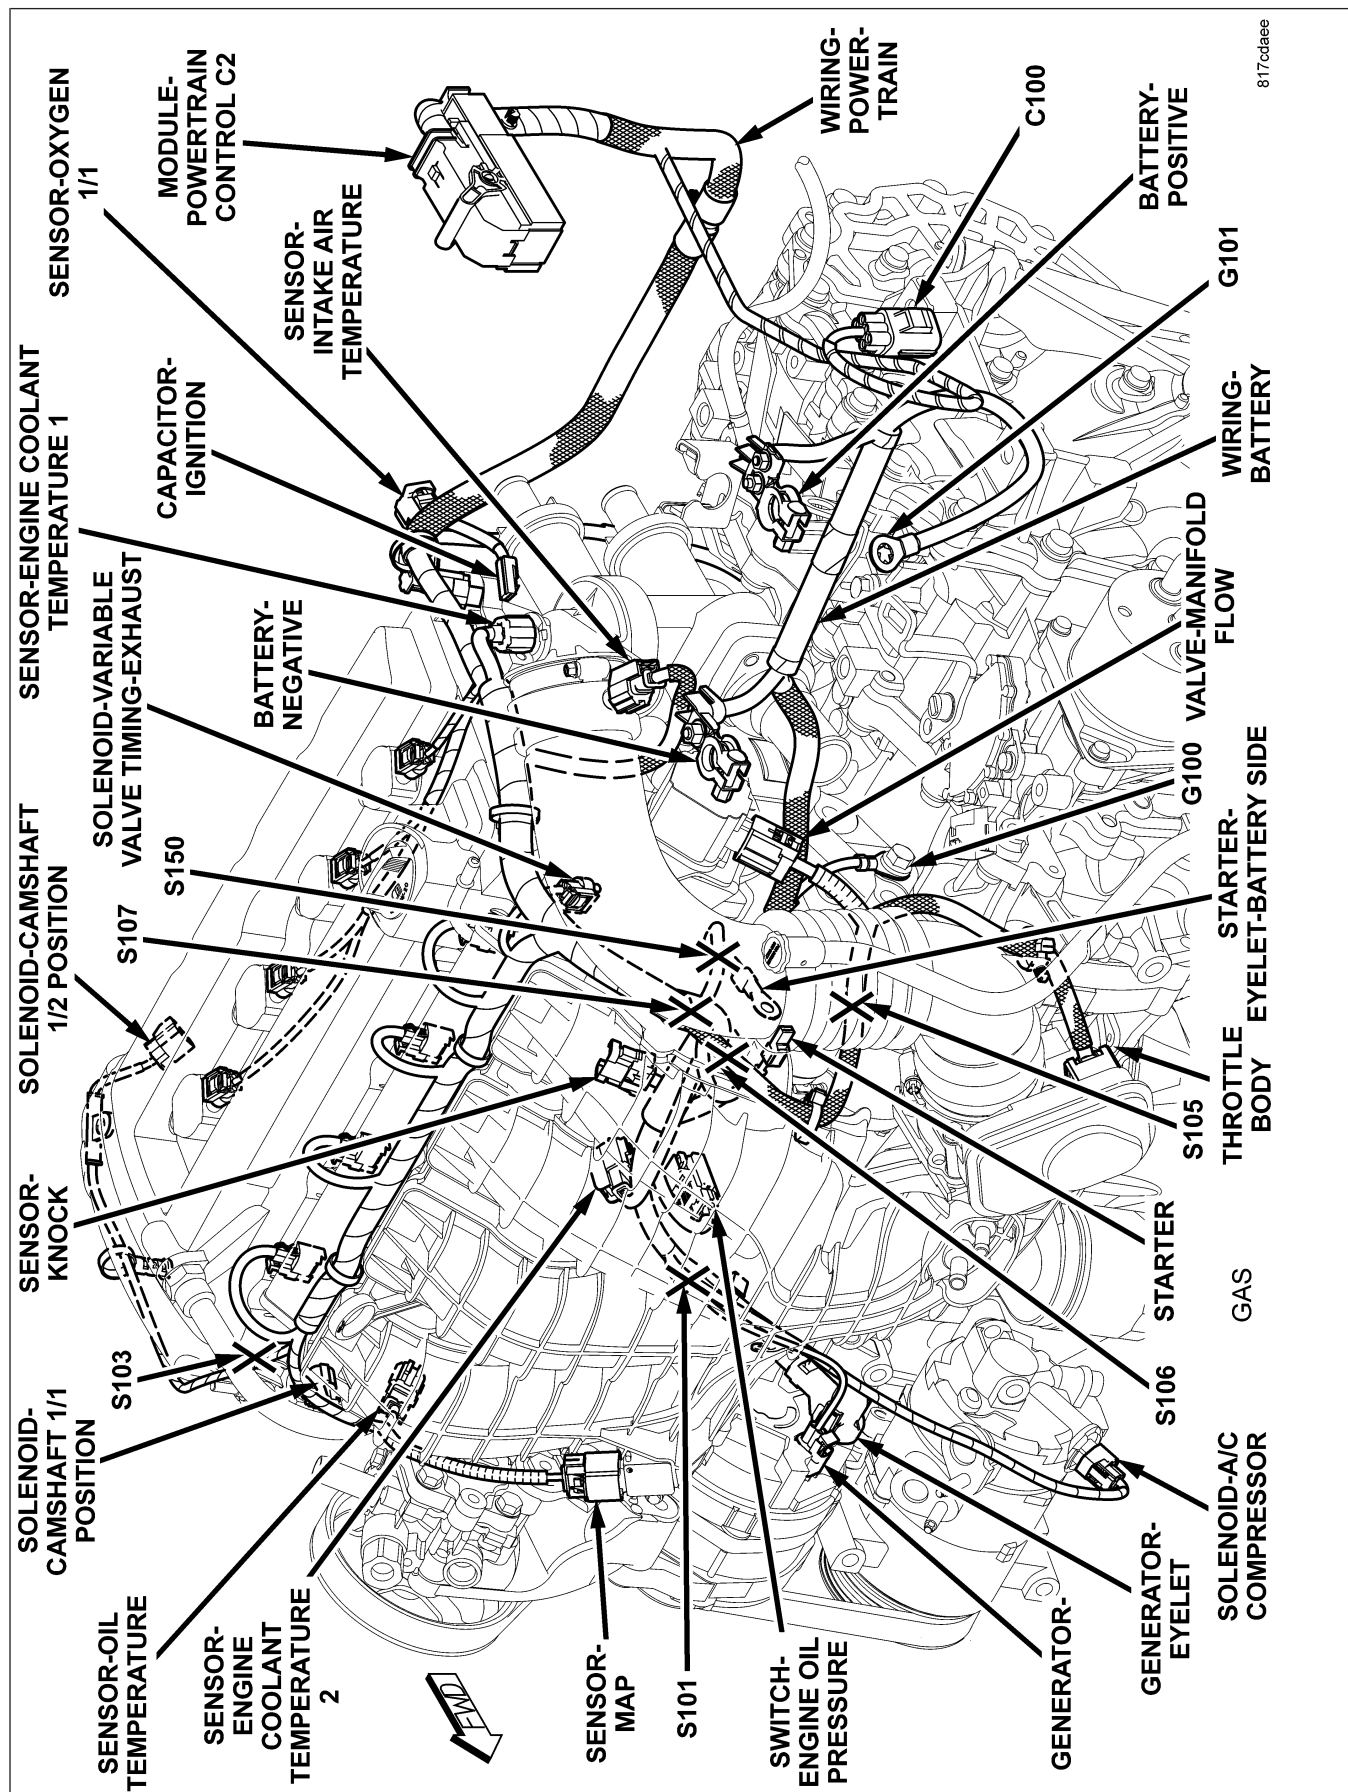 SENSOR-OXYGEN
1/1
MODULE-
POWERTRAIN
CONTROL C2
WIRING-
POWER-
TRAIN
C100
BATTERY-
POSITIVE
G101
817cdaee
SENSOR-ENGINE COOLANT
TEMPERATURE 1
CAPACITOR-
IGNITION
SENSOR-
INTAKE AIR
TEMPERATURE
WIRING-
BATTERY
VALVE-MANIFOLD
FLOW
SOLENOID-VARIABLE
VALVE TIMING-EXHAUST
BATTERY-
NEGATIVE
G100
STARTER-
EYELET-BATTERY SIDE
SOLENOID-CAMSHAFT
1/2 POSITION
S107
S150
S105
THROTTLE
BODY
SENSOR-
KNOCK
STARTER
GAS
S103
S106
SOLENOID-
CAMSHAFT 1/1
POSITION
SOLENOID-A/C
COMPRESSOR
SENSOR-OIL
TEMPERATURE
SENSOR-
ENGINE
COOLANT
TEMPERATURE
2
FWD
SENSOR-
MAP
S101
SWITCH-
ENGINE OIL
PRESSURE
GENERATOR-
GENERATOR-
EYELET